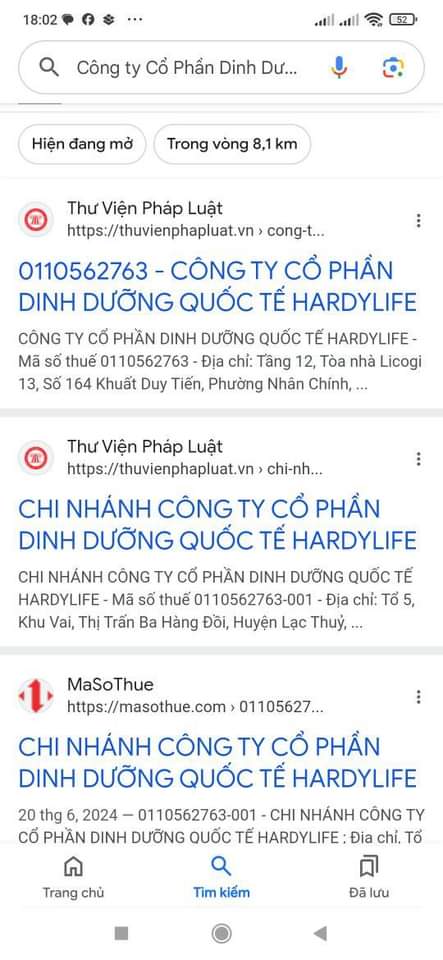 18:02
52
Công ty Cổ Phần Dinh Dư...
Hiện đang mở
Trong vòng 8,1 km
Thư Viện Pháp Luật
https://thuvienphapluat.vn › cong-t...
0110562763 - CÔNG TY CỔ PHẦN
DINH DƯỠNG QUỐC TẾ HARDYLIFE
CÔNG TY CỔ PHẦN DINH DƯỠNG QUỐC TẾ HARDYLIFE -
Mã số thuế 0110562763 - Địa chỉ: Tầng 12, Tòa nhà Licogi
13, Số 164 Khuất Duy Tiến, Phường Nhân Chính, ...
Thư Viện Pháp Luật
https://thuvienphapluat.vn › chi-nh...
CHI NHÁNH CÔNG TY CỔ PHẦN
DINH DƯỠNG QUỐC TẾ HARDYLIFE
CHI NHÁNH CÔNG TY CỔ PHẦN DINH DƯỠNG QUỐC TẾ
HARDYLIFE - Mã số thuế 0110562763-001 - Địa chỉ: Tổ 5,
Khu Vai, Thị Trấn Ba Hàng Đồi, Huyện Lạc Thuỷ, ...
MaSoThue
https://masothue.com › 01105627...
CHI NHÁNH CÔNG TY CỔ PHẦN
DINH DƯỠNG QUỐC TẾ HARDYLIFE
20 thg 6, 2024 — 0110562763-001 - CHI NHÁNH CÔNG TY
CỔ PHẦN DINH DƯỠNG QUỐC TẾ HARDYLIFE ; Địa chỉ, Tổ
Trang chủ
Tìm kiếm
Đã lưu